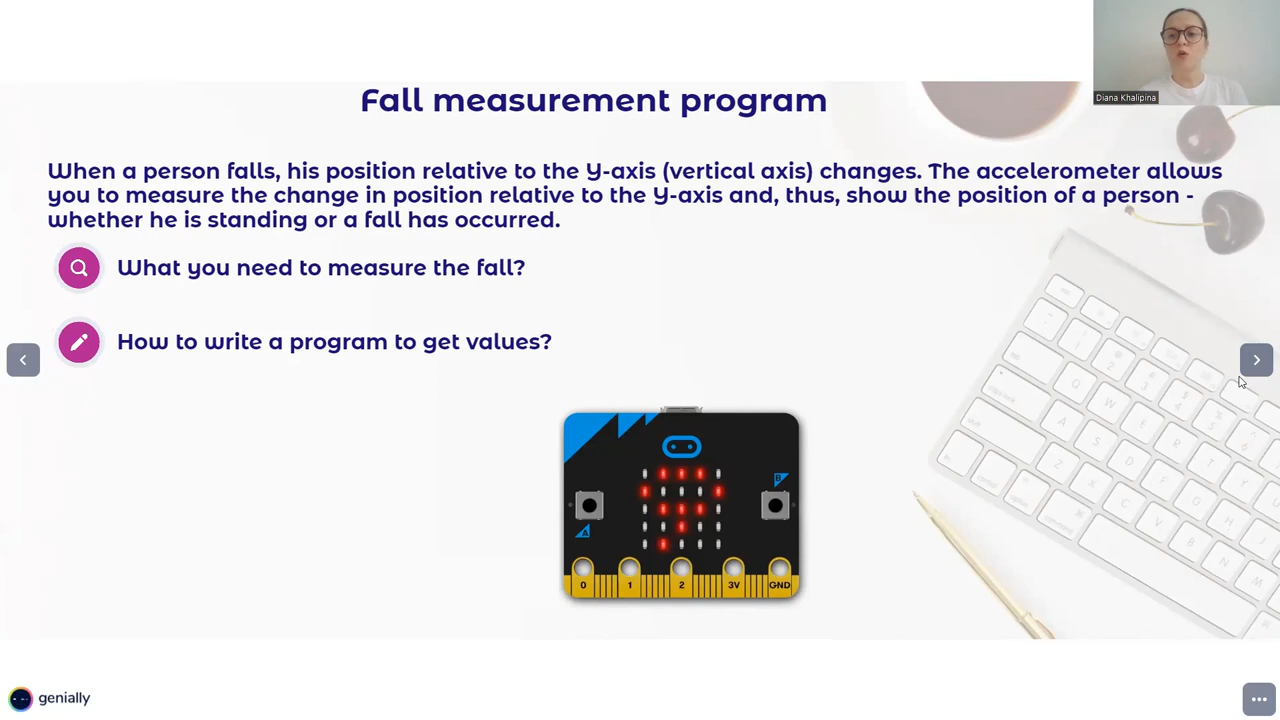 Diana Khalipina
Fall measurement program
When a person falls, his position relative to the Y-axis (vertical axis) changes. The accelerometer allows
you to measure the change in position relative to the Y-axis and, thus, show the position of a person -
whether he is standing or a fall has occurred.
What you need to measure the fall?
How to write a program to get values?
B
A
0 1 2 3V GND
genially